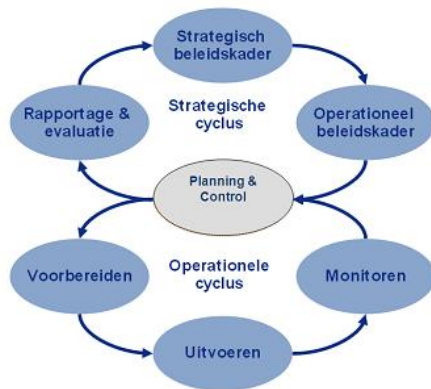 Strategisch
beleidskader
Rapportage &
evaluatie
Strategische
cyclus
Operationeel
beleidskader
Planning &
Control
Voorbereiden
Operationele
cyclus
Monitoren
Uitvoeren